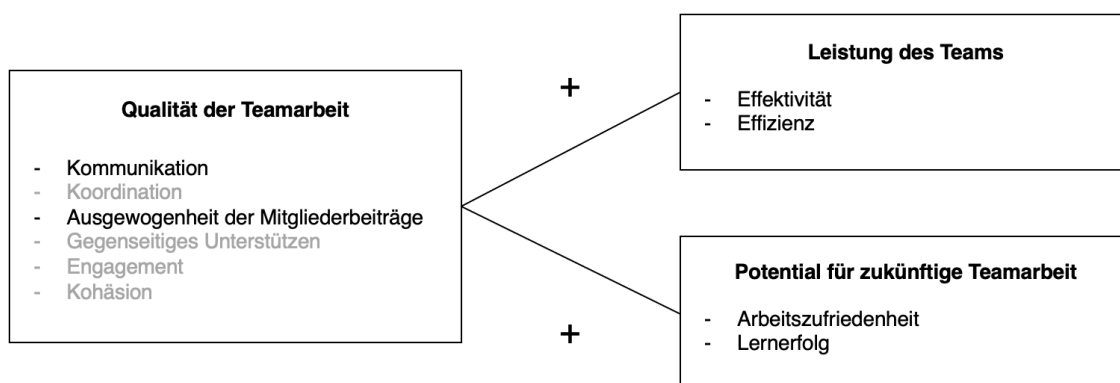 Qualität der Teamarbeit
- Kommunikation
- Koordination
- Ausgewogenheit der Mitgliederbeiträge
- Gegenseitiges Unterstützen
- Engagement
- Kohäsion
+
+
Leistung des Teams
- Effektivität
- Effizienz
Potential für zukünftige Teamarbeit
- Arbeitszufriedenheit
- Lernerfolg